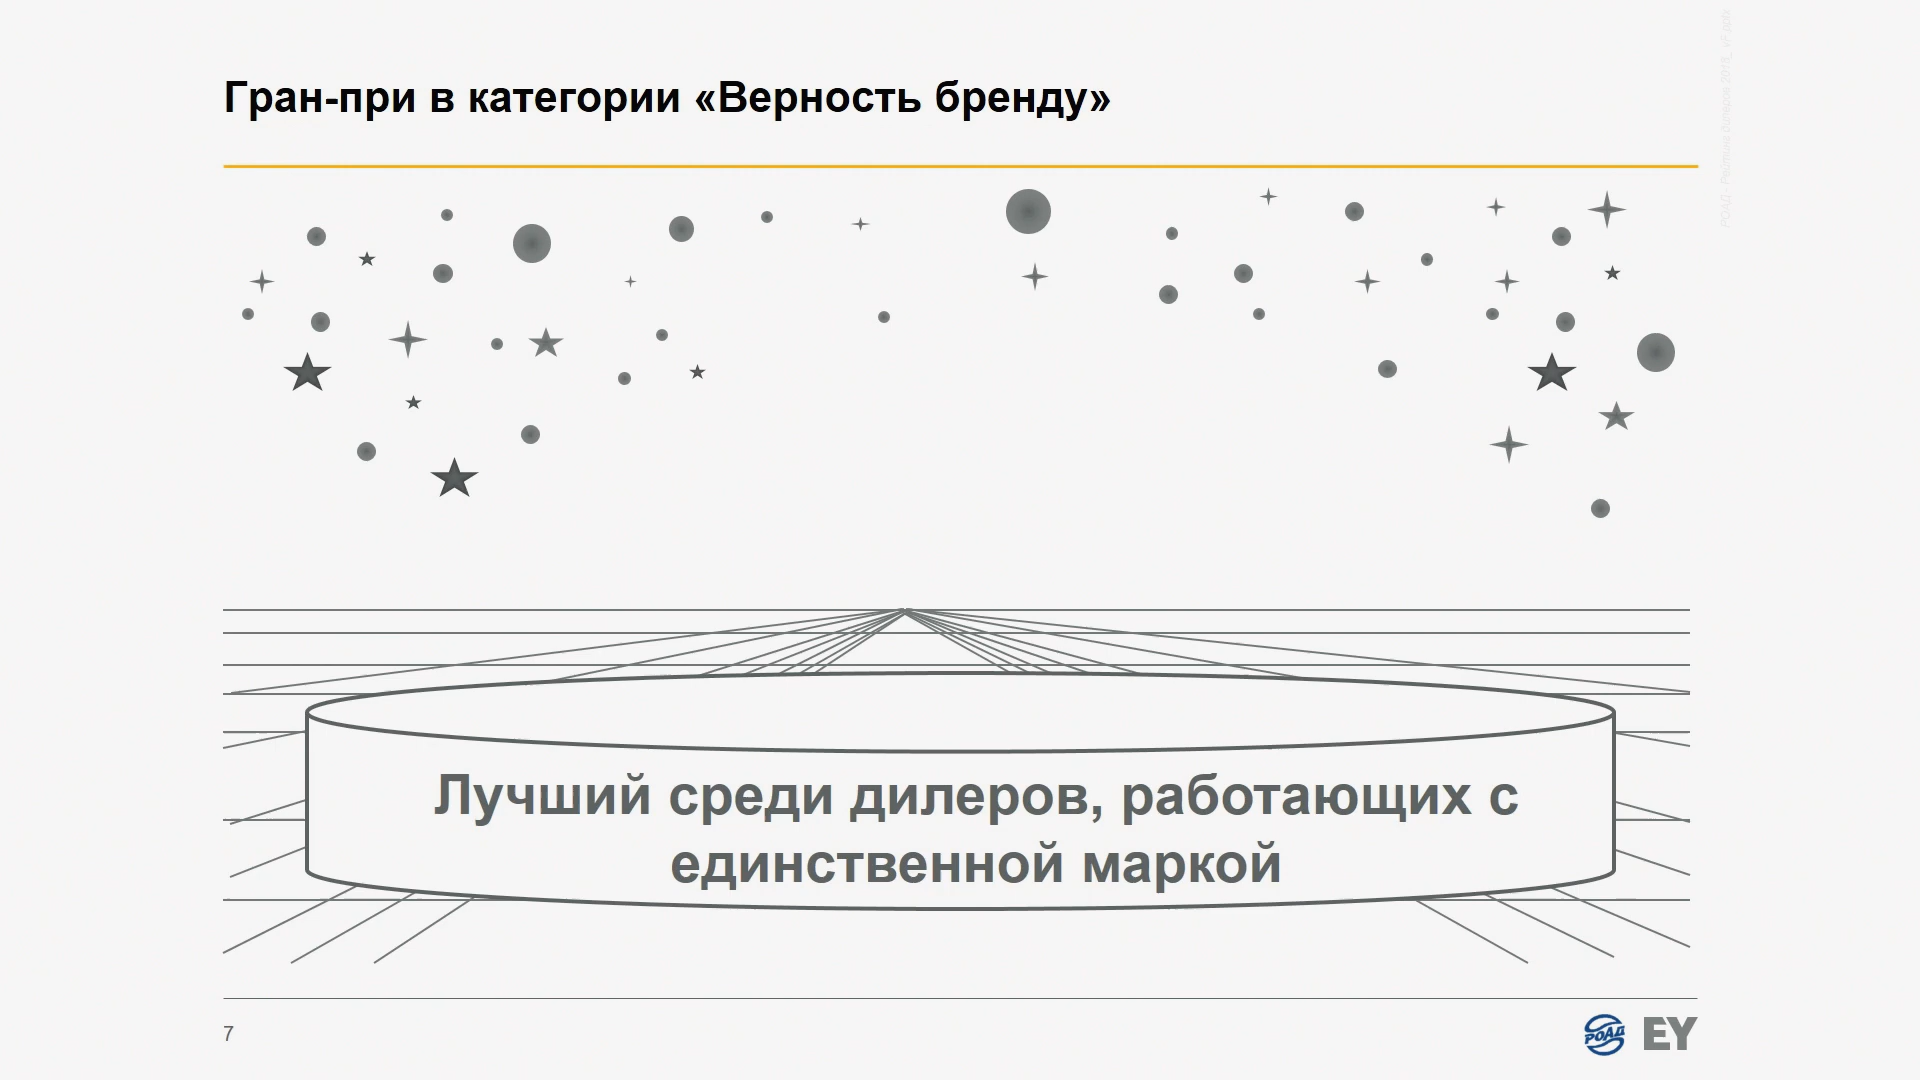 Гран-при в категории «Верность бренду»
Лучший среди дилеров, работающих с
единственной маркой
7
РОАД
EY